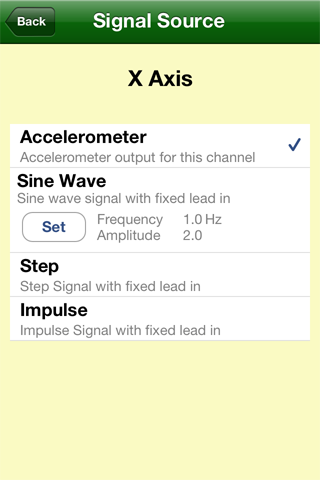 Back
Signal Source
X Axis
Accelerometer
Accelerometer output for this channel
Sine Wave
Sine wave signal with fixed lead in
Set
Frequency 1.0 Hz
Amplitude 2.0
Step
Step Signal with fixed lead in
Impulse
Impulse Signal with fixed lead in